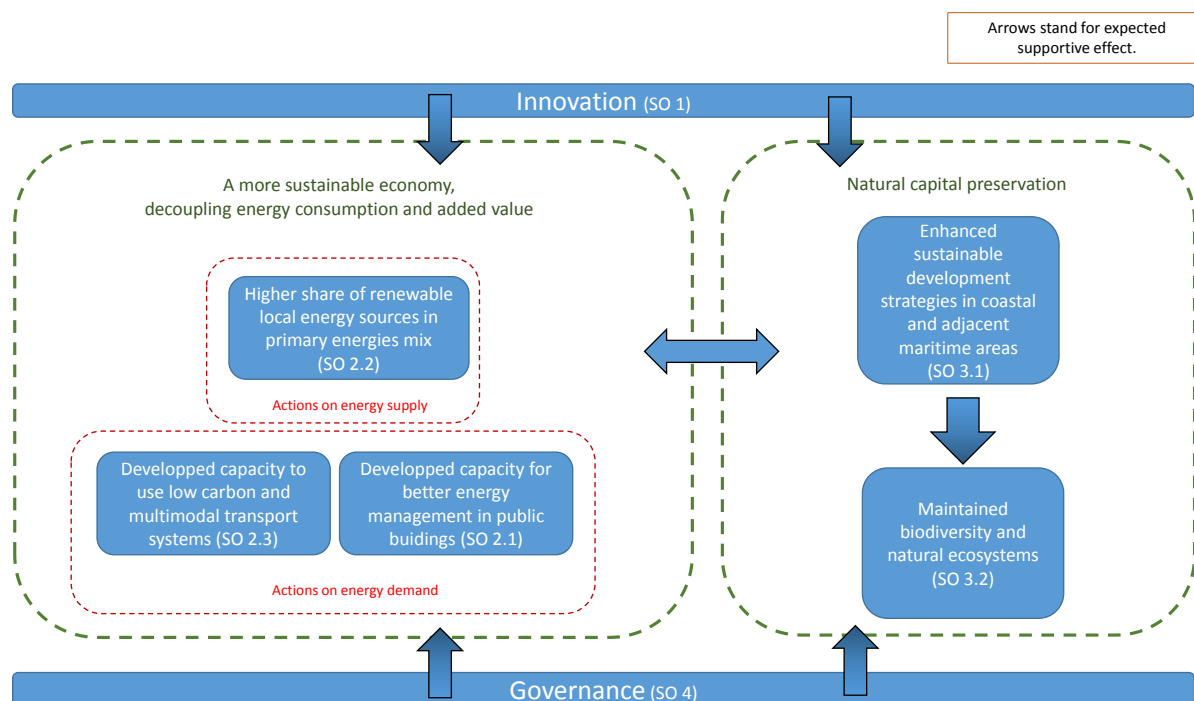 Arrows stand for expected
supportive effect.
Innovation (SO 1)
A more sustainable economy,
decoupling energy consumption and added value
Higher share of renewable
local energy sources in
primary energies mix
(SO 2.2)
Actions on energy supply
Developped capacity to
use low carbon and
multimodal transport
systems (SO 2.3)
Developped capacity for
better energy
management in public
buidings (SO 2.1)
Actions on energy demand
Natural capital preservation
Enhanced
sustainable
development
strategies in coastal
and adjacent
maritime areas
(SO 3.1)
Maintained
biodiversity and
natural ecosystems
(SO 3.2)
Governance (SO 4)